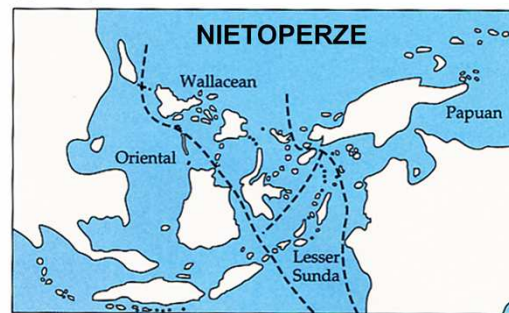 NIETOPERZE
Wallacean
Papuan
Oriental
Lesser
Sunda